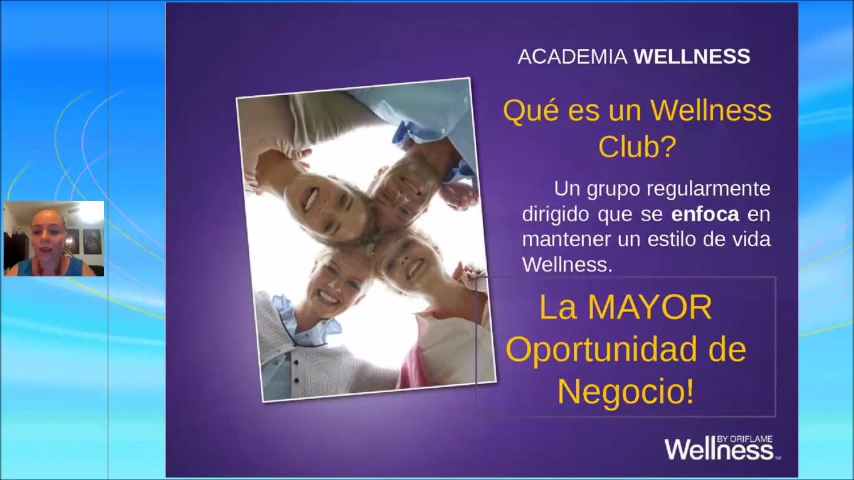 ACADEMIA WELLNESS
Qué es un Wellness
Club?
Un grupo regularmente
dirigido que se enfoca en
mantener un estilo de vida
Wellness.
La MAYOR
Oportunidad de
Negocio!
BY ORIFLAME
Wellness™